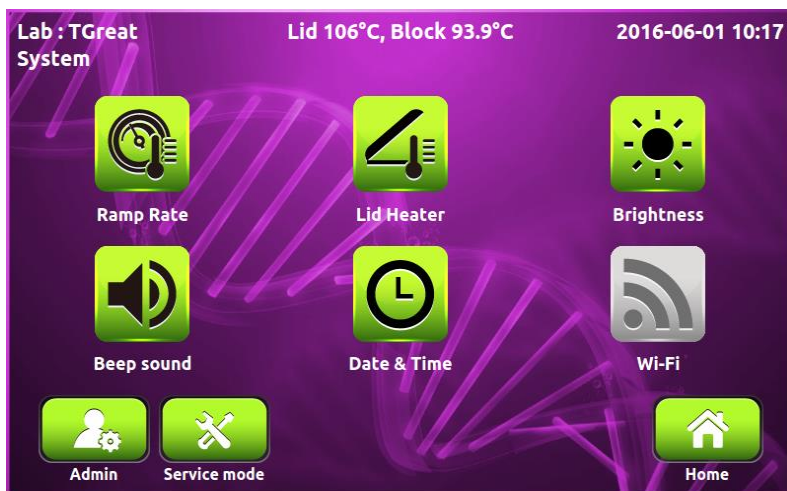 Lab : TGreat
System
Lid 106°C, Block 93.9°C
2016-06-01 10:17
Ramp Rate
Lid Heater
Brightness
Beep sound
Date & Time
Wi-Fi
Admin
Service mode
Home